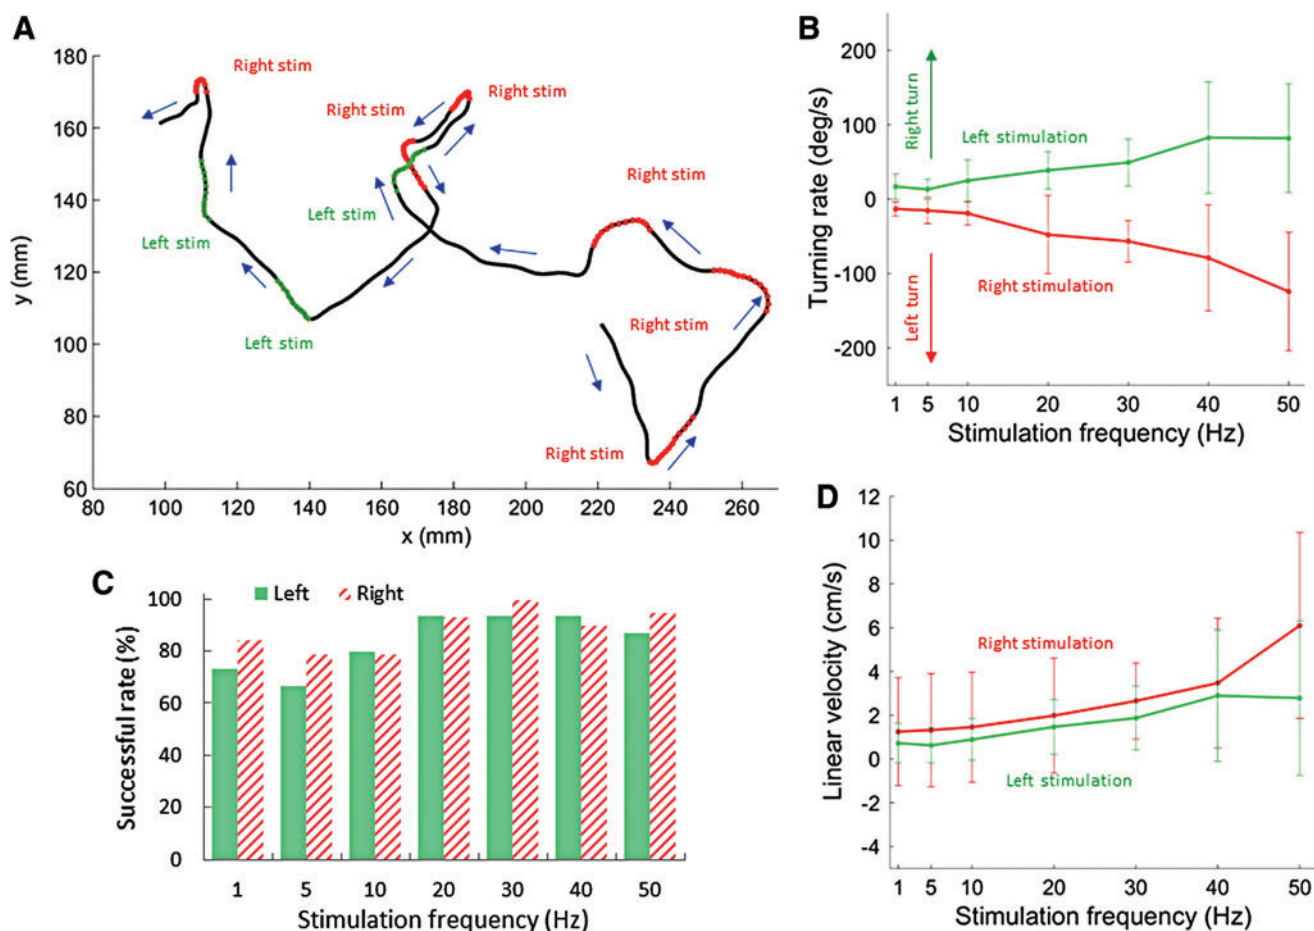 A
180
160
140
120
100
80
60
y (mm)
80
100
120
140
160
180
200
220
240
260
x (mm)
Right stim
Right stim
Right stim
Right stim
Left stim
Left stim
Left stim
Right stim
Right stim
B
200
100
0
-100
-200
Turning rate (deg/s)
Right turn
Left stimulation
Left turn
Right stimulation
1
5
10
20
30
40
50
Stimulation frequency (Hz)
C
Left
Right
100
80
60
40
20
0
Successful rate (%)
1
5
10
20
30
40
50
Stimulation frequency (Hz)
D
12
10
8
6
4
2
0
-2
-4
Linear velocity (cm/s)
Right stimulation
Left stimulation
1
5
10
20
30
40
50
Stimulation frequency (Hz)